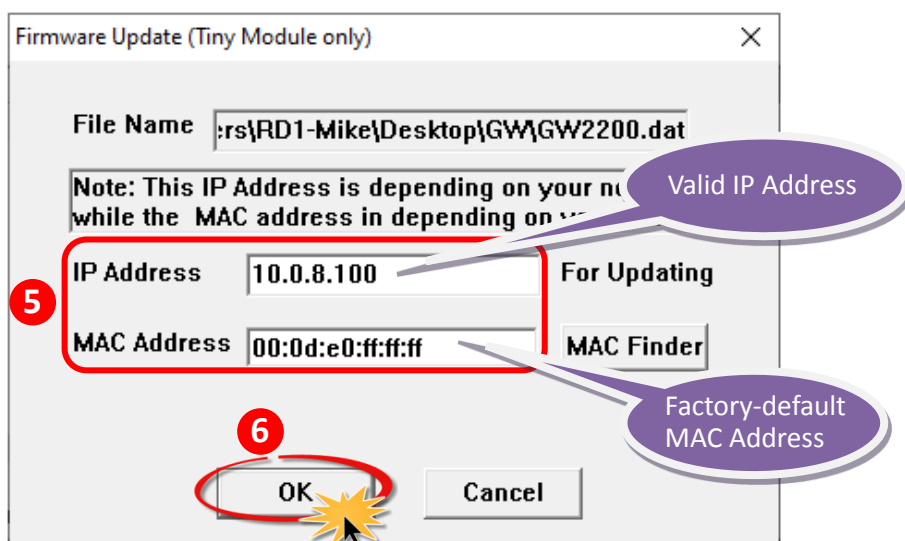 Firmware Update (Tiny Module only)
File Name :rs\RD1-Mike\Desktop\GW\GW2200.dat
Note: This IP Address is depending on your
while the MAC address in depending on
Valid IP Address
5
IP Address 10.0.8.100 For Updating
MAC Address 00:0d:e0:ff:ff:ff MAC Finder
Factory-default
MAC Address
6
OK Cancel